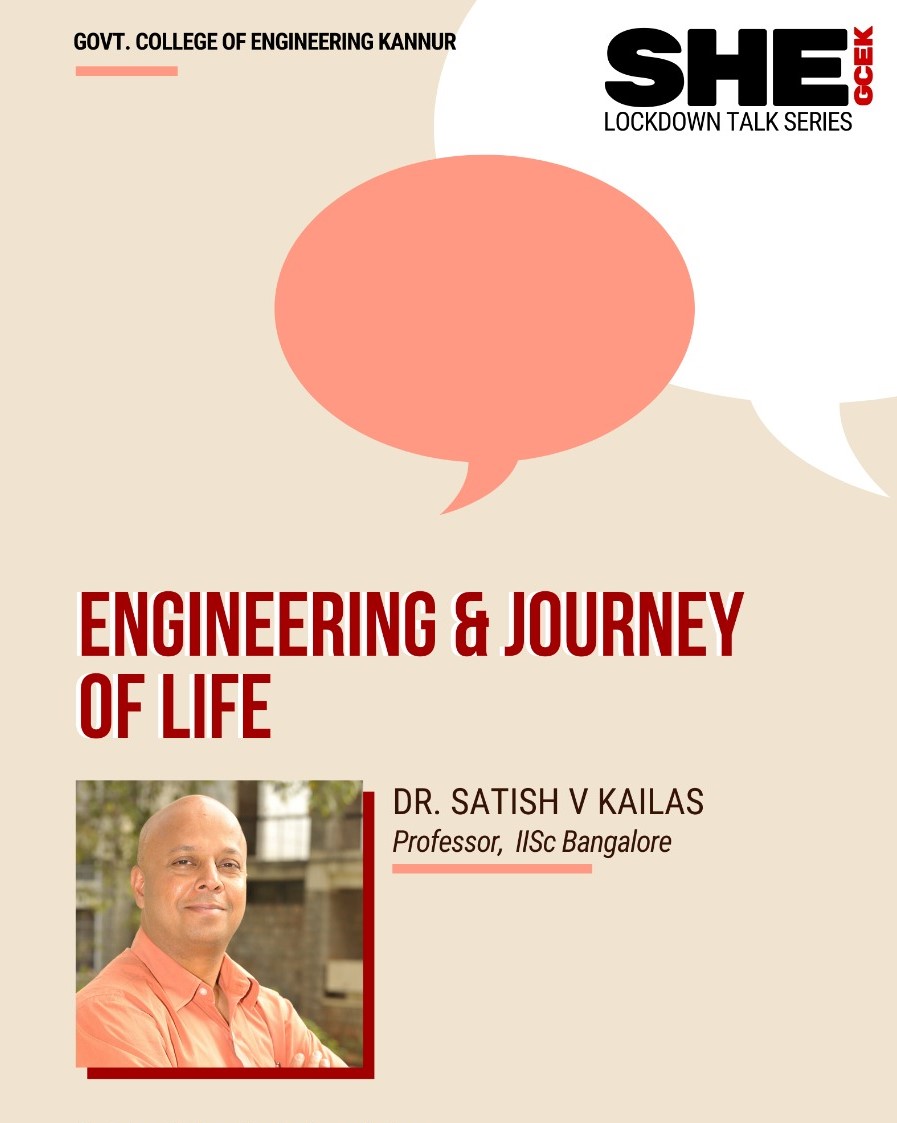 GOVT. COLLEGE OF ENGINEERING KANNUR
SHE
GCEK
LOCKDOWN TALK SERIES
ENGINEERING & JOURNEY
OF LIFE
DR. SATISH V KAILAS
Professor, IISc Bangalore